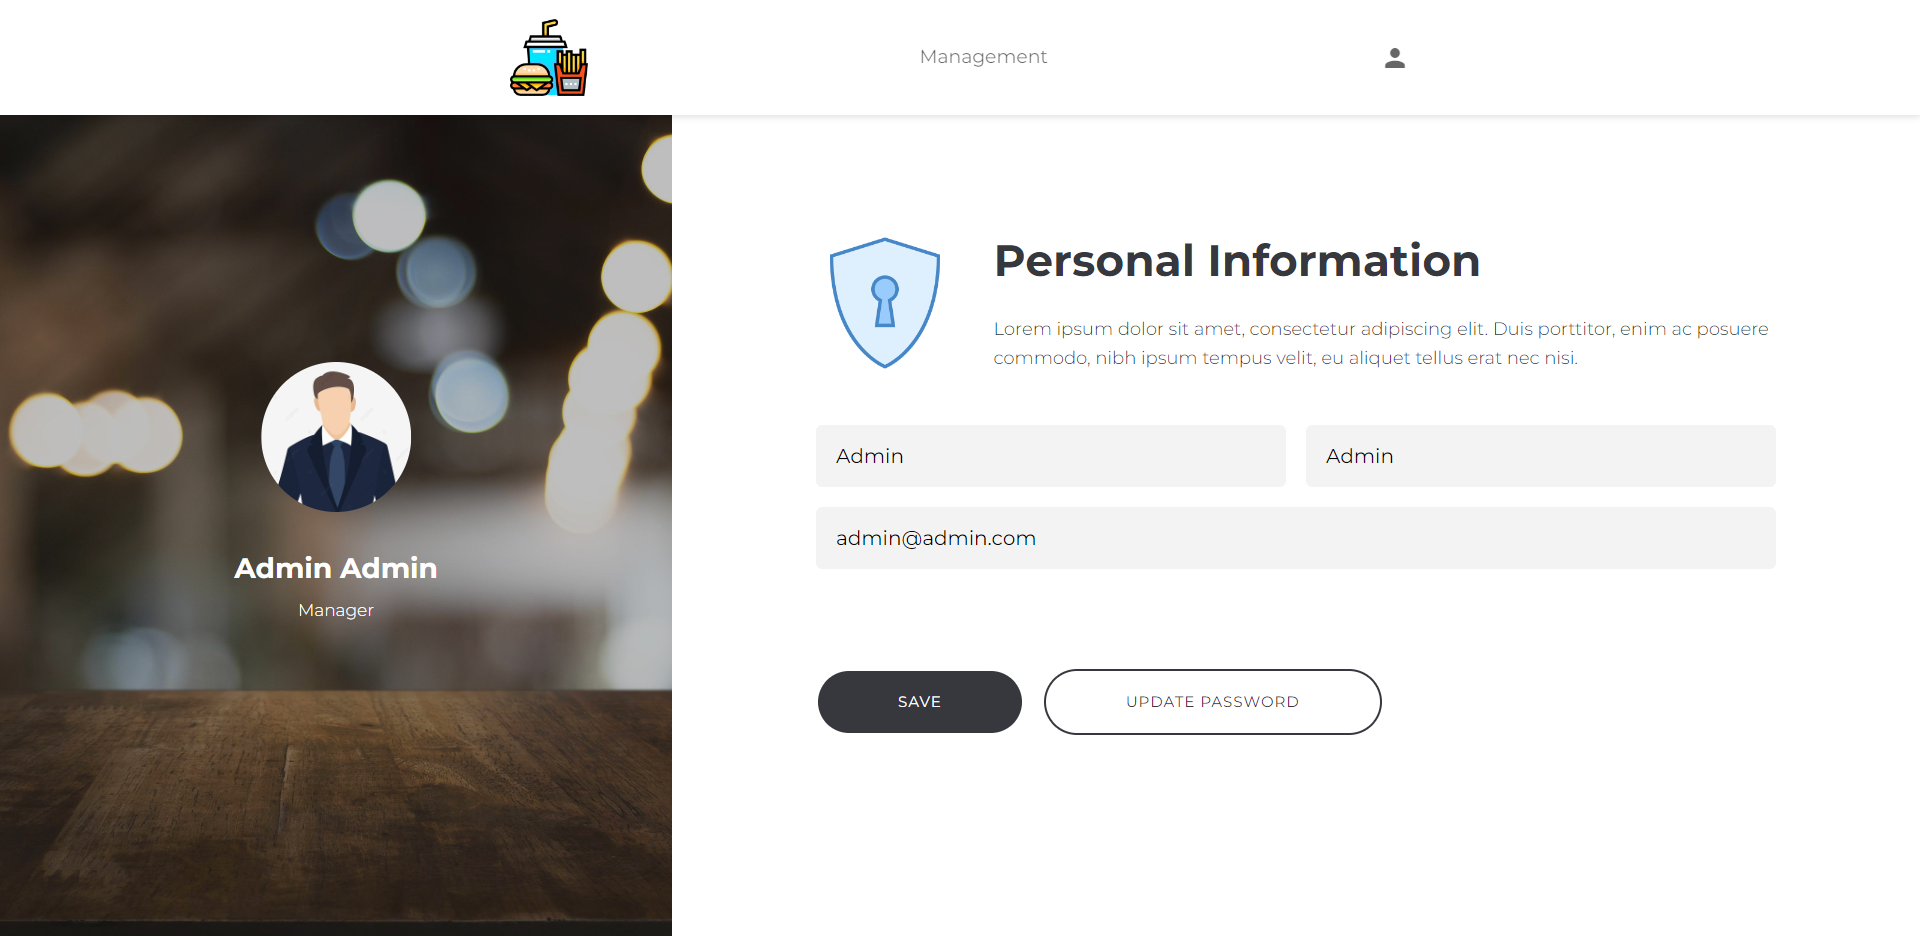 Management
Admin Admin
Manager
Personal Information
Lorem ipsum dolor sit amet, consectetur adipiscing elit. Duis porttitor, enim ac posuere
commodo, nibh ipsum tempus velit, eu aliquet tellus erat nec nisi.
Admin
Admin
admin@admin.com
SAVE
UPDATE PASSWORD